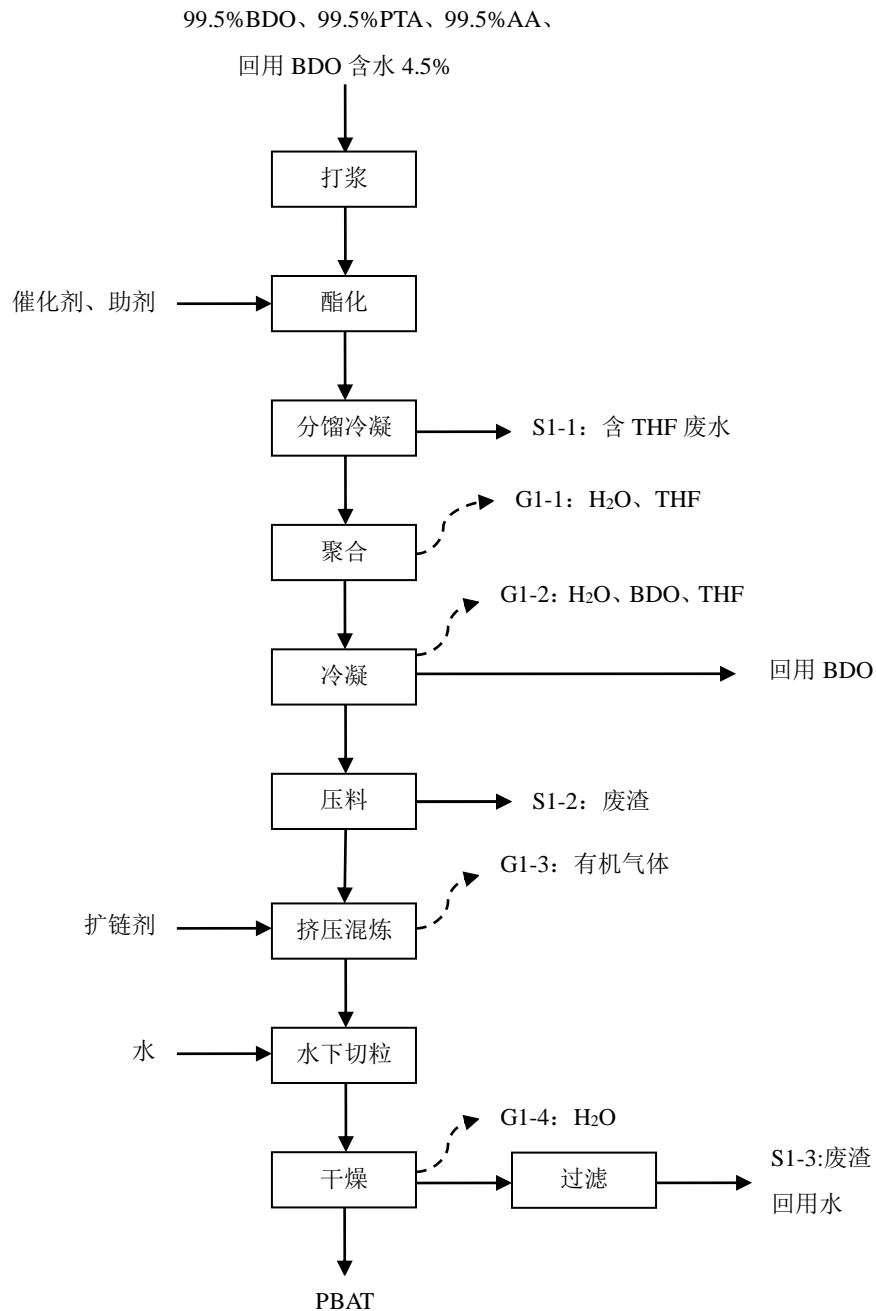 99.5%BDO、99.5%PTA、99.5%AA、
回用 BDO 含水 4.5%
打浆
催化剂、助剂
酯化
分馏冷凝
S1-1：含 THF 废水
G1-1：H₂O、THF
聚合
G1-2：H₂O、BDO、THF
冷凝
回用 BDO
压料
S1-2：废渣
G1-3：有机气体
扩链剂
挤压混炼
水
水下切粒
G1-4：H₂O
干燥
过滤
S1-3:废渣
回用水
PBAT